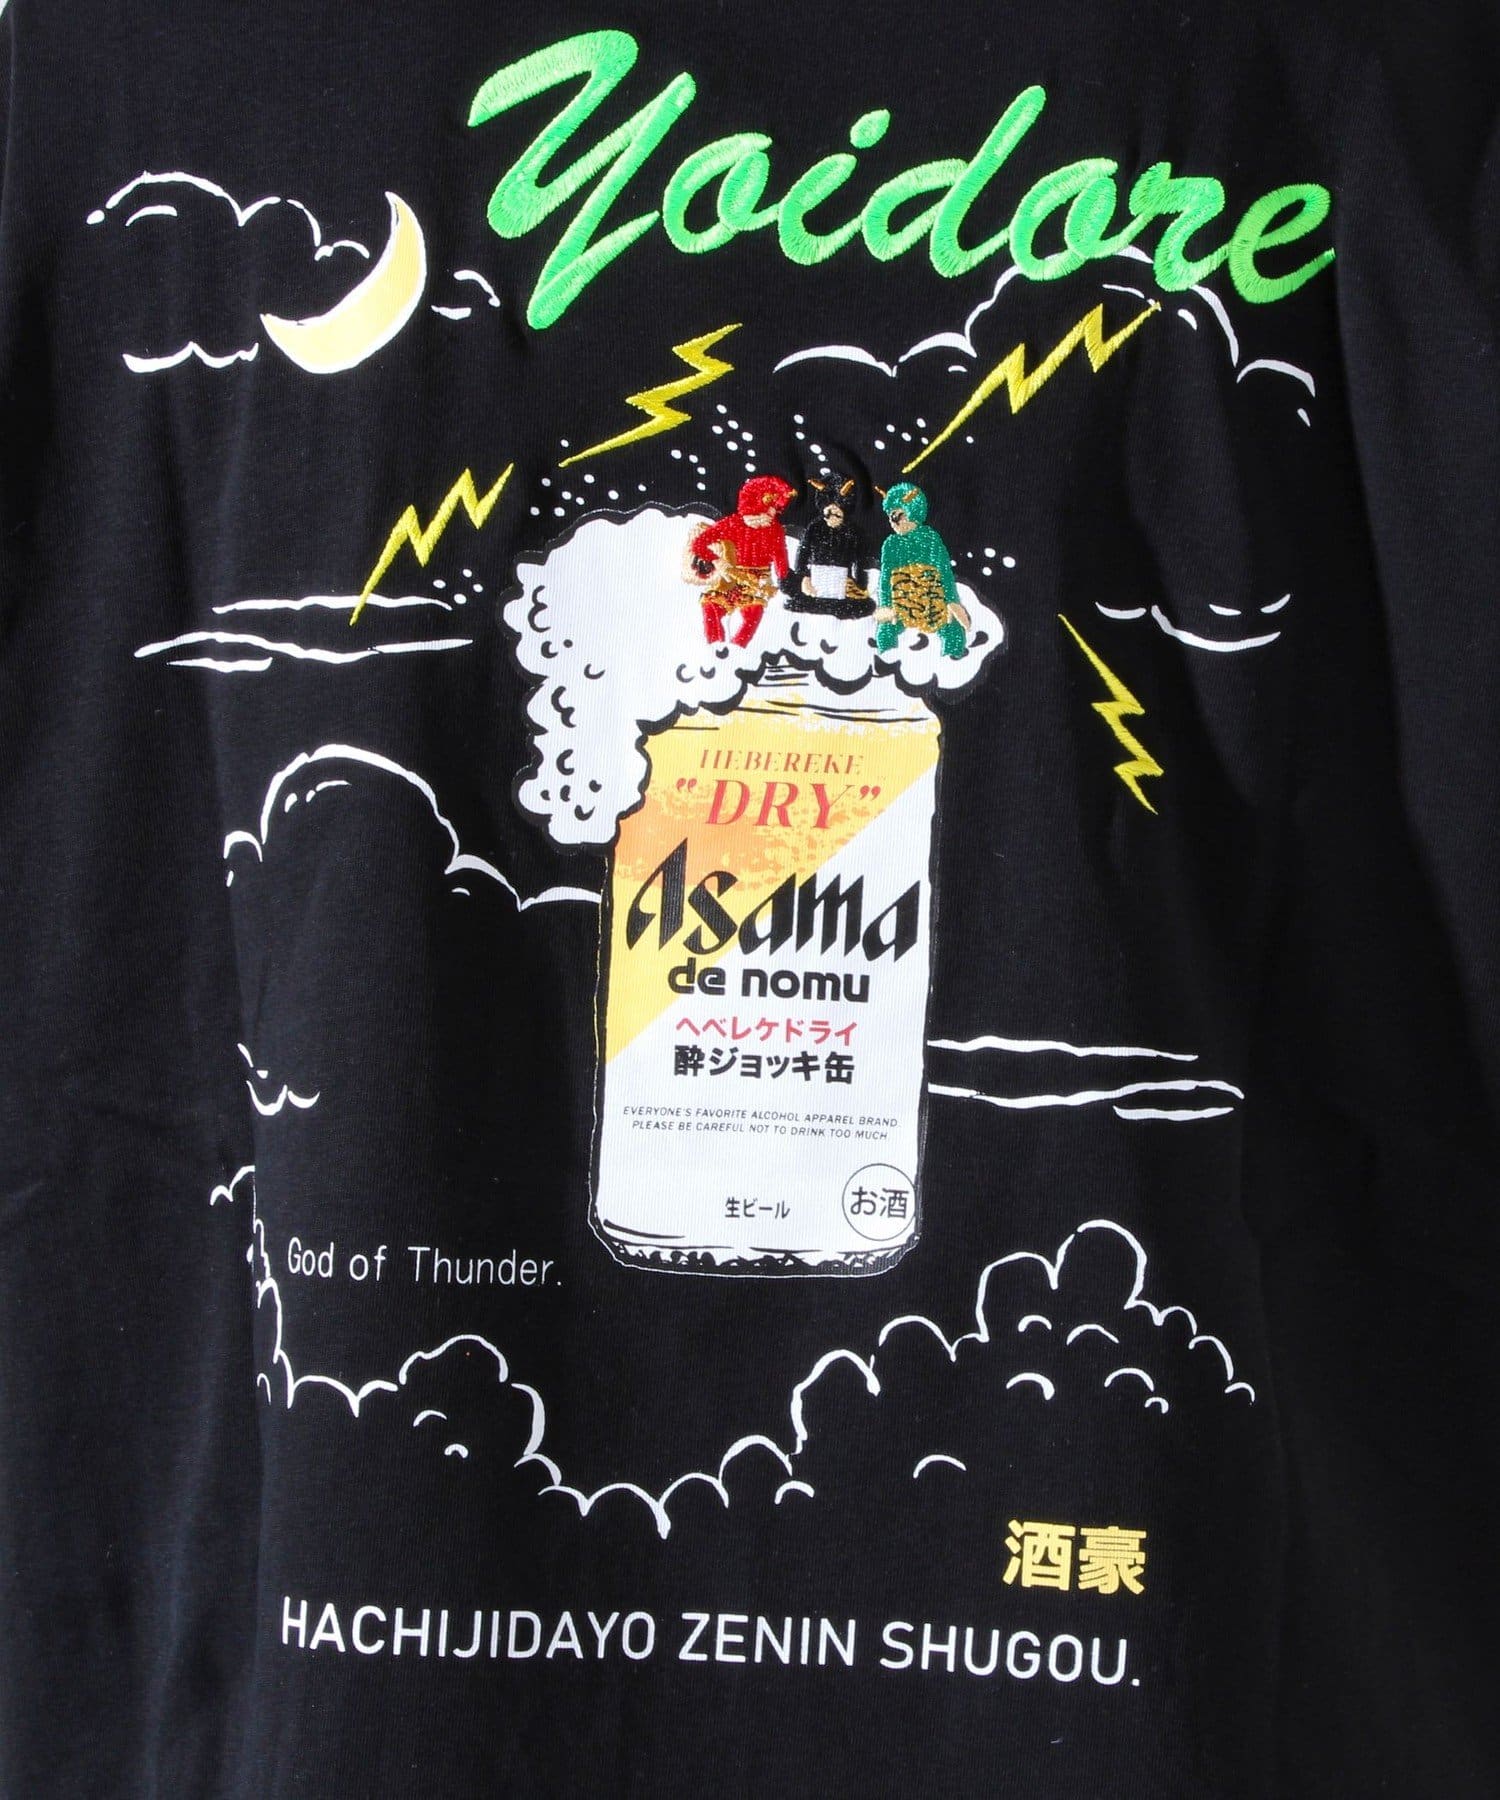 Yoidore
HEBEREKE
”DRY”
Asama
de nomu
ヘベレケドライ
酔ジョッキ缶
EVERYONE'S FAVORITE ALCOHOL APPAREL BRAND
PLEASE BE CAREFUL NOT TO DRINK TOO MUCH
生ビール
お酒
God of Thunder.
酒豪
HACHIJIDAYO ZENIN SHUGOU.